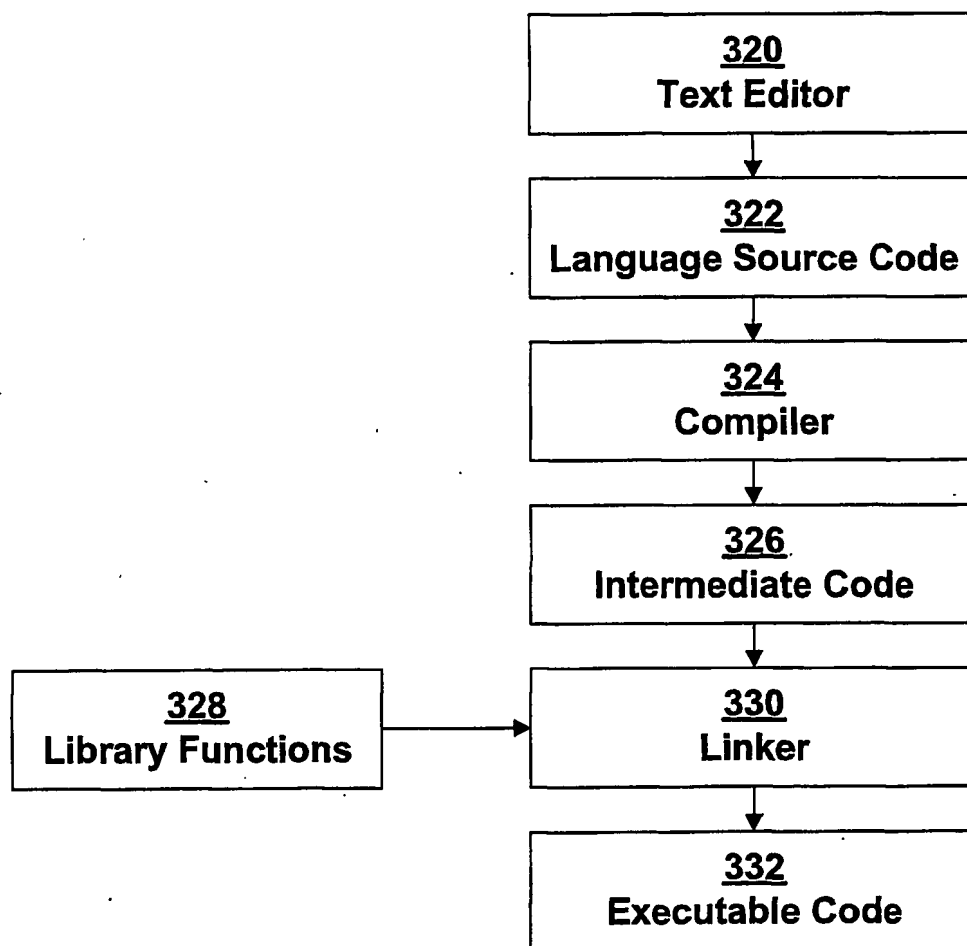 320
Text Editor
322
Language Source Code
324
Compiler
326
Intermediate Code
328
Library Functions
330
Linker
332
Executable Code